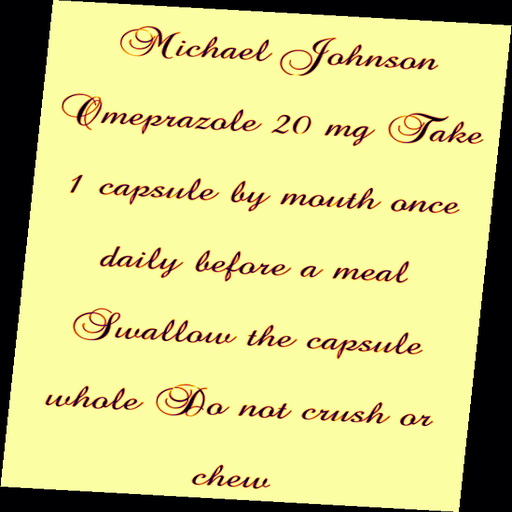 Michael Johnson
Omeprazole 20 mg Take
1 capsule by mouth once
daily before a meal
Swallow the capsule
whole Do not crush or
chew